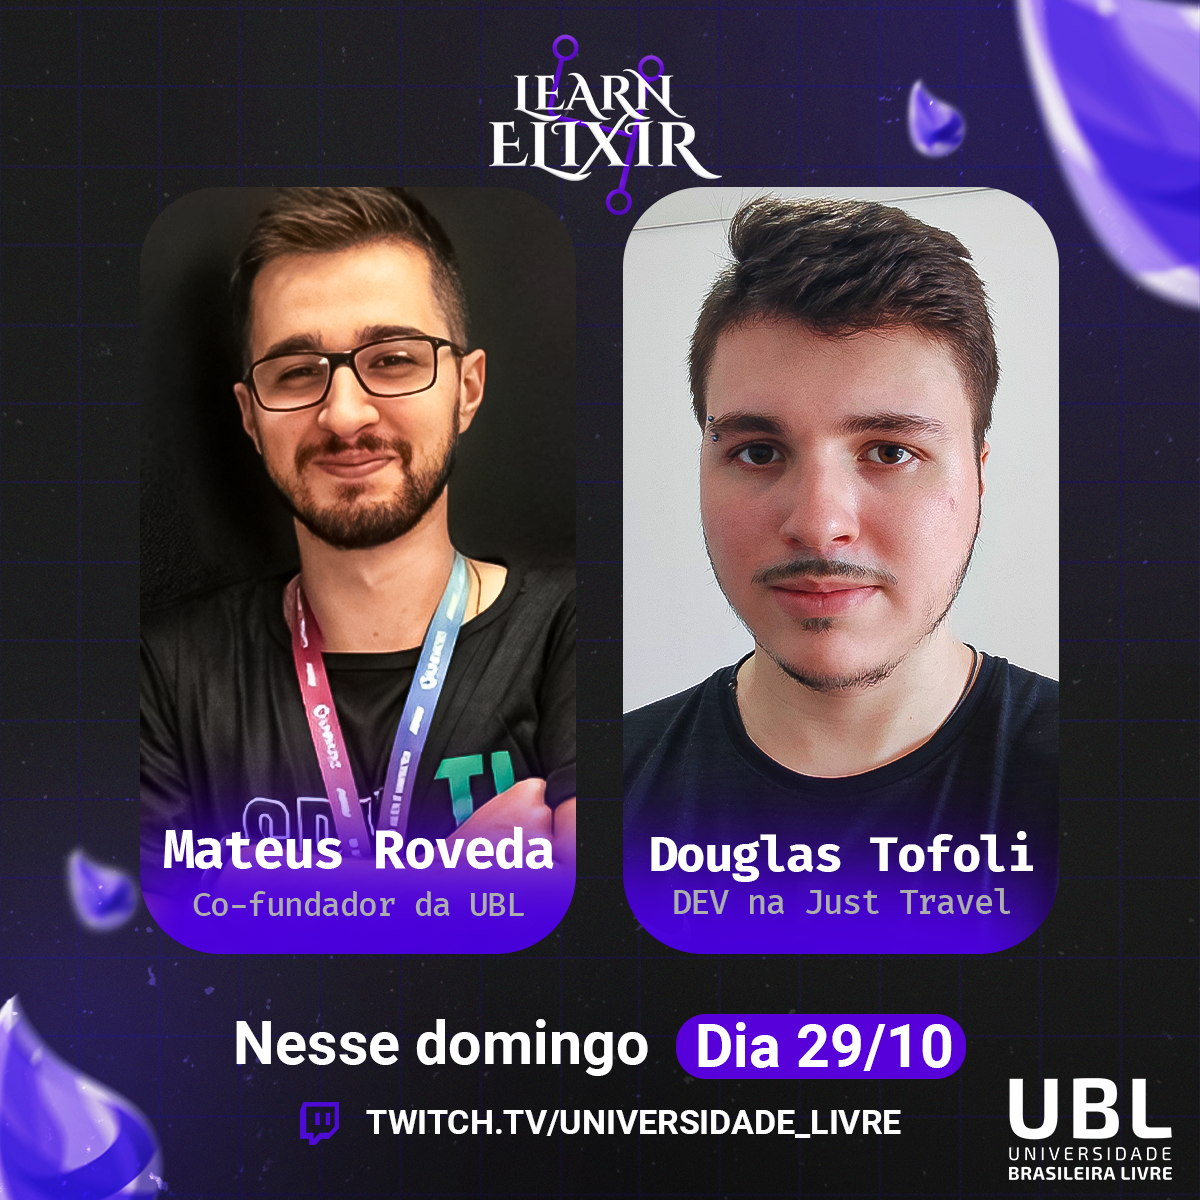 LEARN
ELIXIR
Mateus Roveda
Co-fundador da UBL
Douglas Tofoli
DEV na Just Travel
Nesse domingo
Dia 29/10
TWITCH.TV/UNIVERSIDADE_LIVRE
UBL
UNIVERSIDADE
BRASILEIRA LIVRE